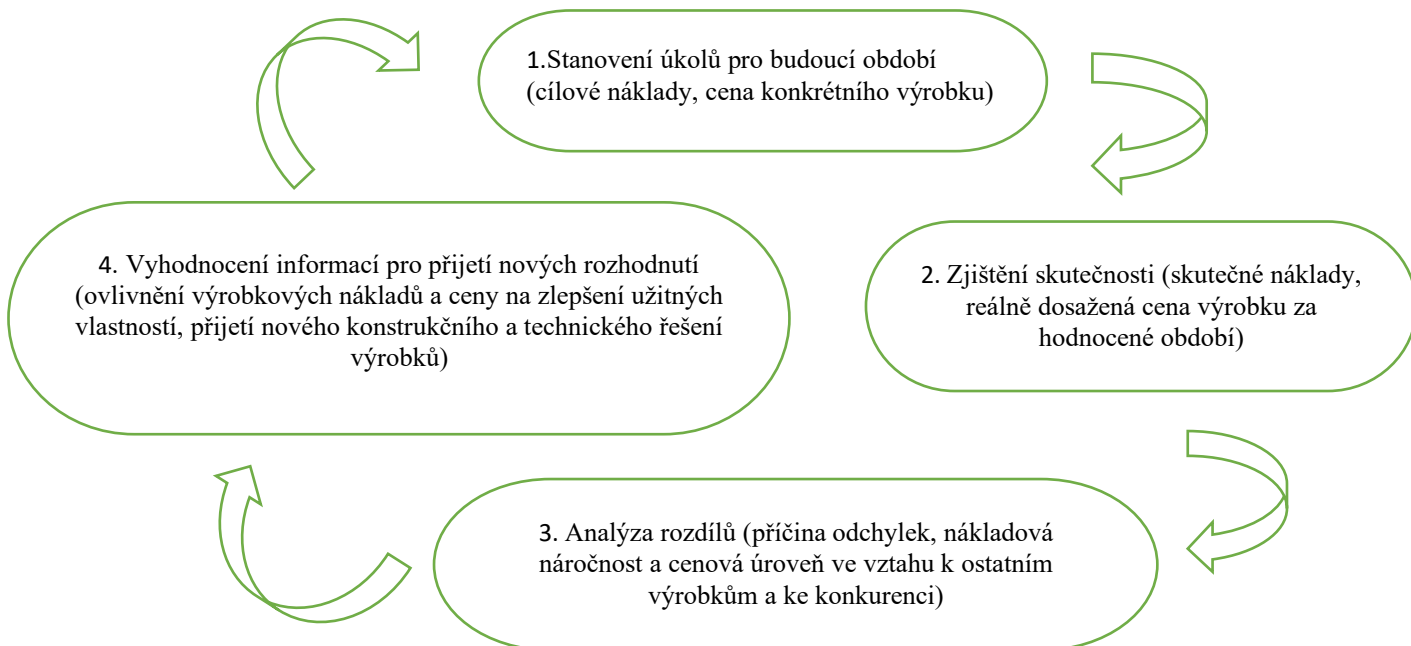 1.Stanovení úkolů pro budoucí období
(cílové náklady, cena konkrétního výrobku)
2. Zjištění skutečnosti (skutečné náklady,
reálně dosažená cena výrobku za
hodnocené období)
3. Analýza rozdílů (příčina odchylek, nákladová
náročnost a cenová úroveň ve vztahu k ostatním
výrobkům a ke konkurenci)
4. Vyhodnocení informací pro přijetí nových rozhodnutí
(ovlivnění výrobkových nákladů a ceny na zlepšení užitných
vlastností, přijetí nového konstrukčního a technického řešení
výrobků)